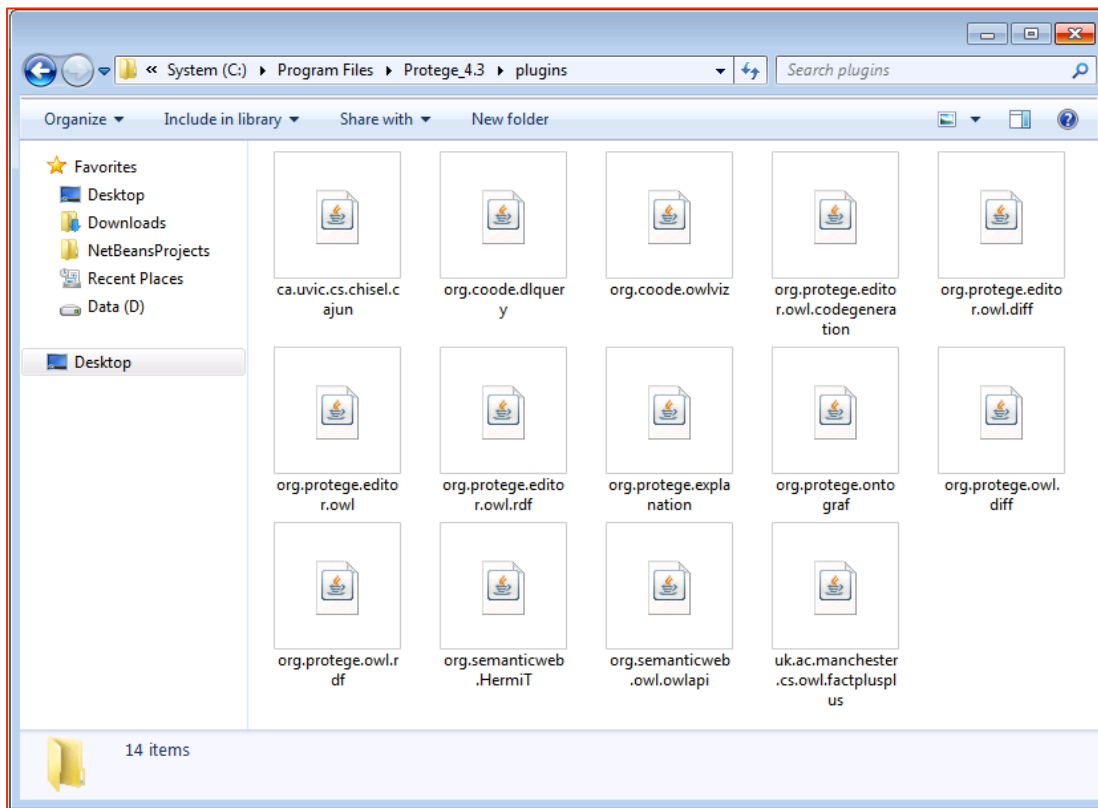 « System (C:) Program Files Protege_4.3 plugins Search plugins
Organize Include in library Share with New folder
Favorites
Desktop
Downloads
NetBeansProjects
Recent Places
Data (D)
Desktop
ca.uvic.cs.chisel.c
ajun
org.coode.dlquer
y
org.coode.owlviz
org.protege.edito
r.owl.codegenera
tion
org.protege.edito
r.owl.diff
org.protege.edito
r.owl
org.protege.edito
r.owl.rdf
org.protege.expla
nation
org.protege.onto
graf
org.protege.owl.
diff
org.protege.owl.r
df
org.semanticweb
.HermiT
org.semanticweb
.owl.owlapi
uk.ac.manchester
.cs.owl.factpluspl
us
14 items